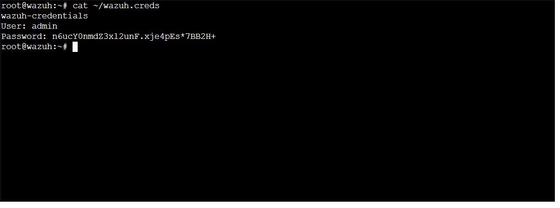 root@wazuh:~# cat ~/wazuh.creds
wazuh-credentials
User: admin
Password: n6ucY0nmdZ3xl2unF.xje4pEs*7BB2H+
root@wazuh:~#